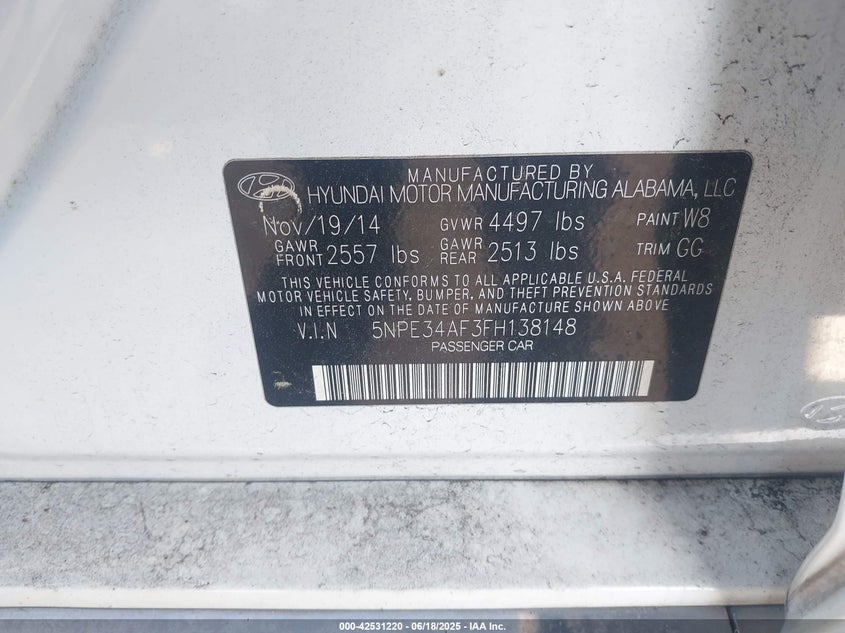 MANUFACTURED BY
HYUNDAI MOTOR MANUFACTURING ALABAMA, LLC
Nov/19/14 GVWR 4497 lbs PAINT W8
GAWR FRONT 2557 lbs GAWR REAR 2513 lbs TRIM GG
THIS VEHICLE CONFORMS TO ALL APPLICABLE U.S.A. FEDERAL
MOTOR VEHICLE SAFETY, BUMPER, AND THEFT PREVENTION STANDARDS
IN EFFECT ON THE DATE OF MANUFACTURE SHOWN ABOVE
V.I.N 5NPE34AF3FH138148
PASSENGER CAR
000-42531220 - 06/18/2025 - IAA Inc.